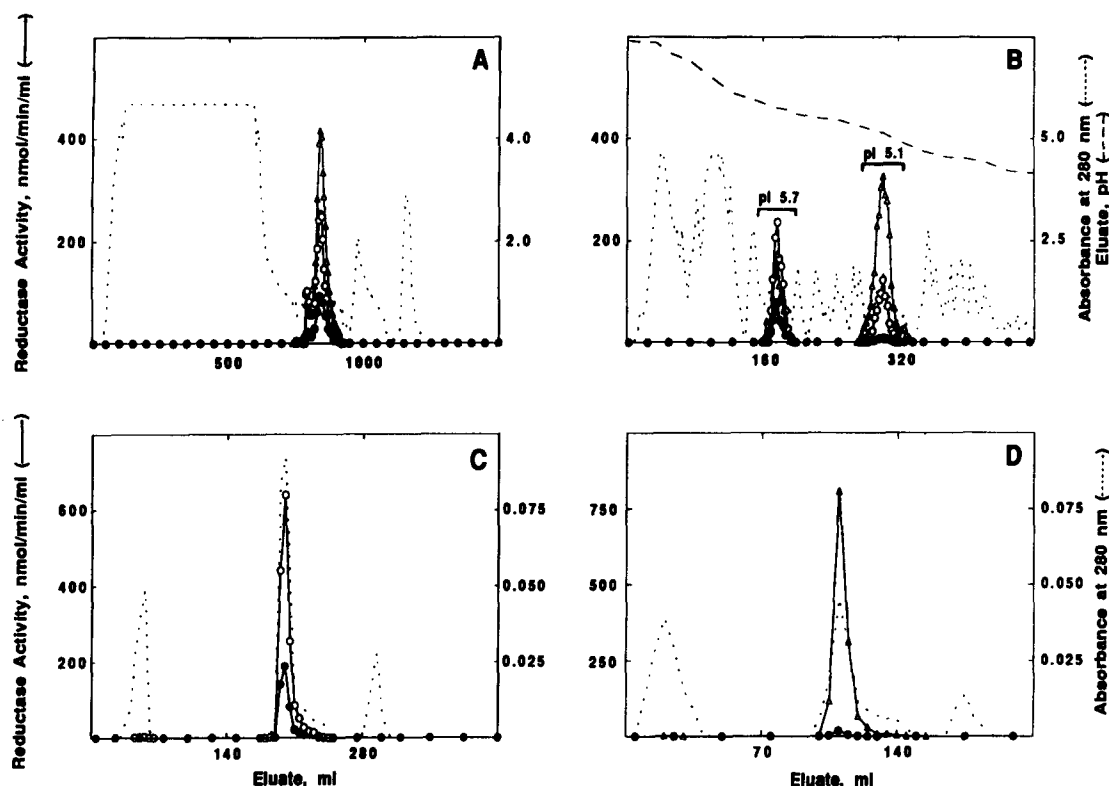 Reductase Activity, nmol/min/ml (——)
A
400
200
4.0
2.0
500
1000
B
400
200
pI 5.7
pI 5.1
5.0
2.5
160
320
Absorbance at 280 nm (......)
Eluate, pH (----)
Reductase Activity, nmol/min/ml (——)
C
600
400
200
0.075
0.050
0.025
140
280
Eluate, ml
D
750
500
250
0.075
0.050
0.025
70
140
Eluate, ml
Absorbance at 280 nm (......)